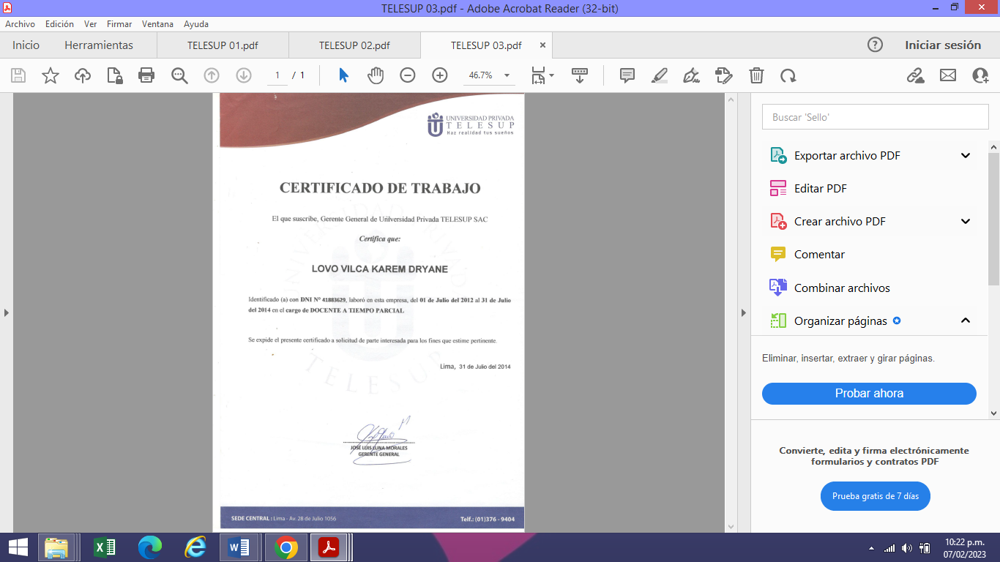 TELESUP 03.pdf - Adobe Acrobat Reader (32-bit)
Archivo Edición Ver Firmar Ventana Ayuda
Inicio Herramientas TELESUP 01.pdf TELESUP 02.pdf TELESUP 03.pdf × Iniciar sesión
1 / 1 46.7%
UNIVERSIDAD PRIVADA
TELESUP
Haz realidad tus sueños
CERTIFICADO DE TRABAJO
El que suscribe, Gerente General de Universidad Privada TELESUP SAC
Certifica que:
LOVO VILCA KAREM DRYANE
Identificado (a) con DNI Nº 41883629, laboró en esta empresa, del 01 de Julio del 2012 al 31 de Julio
del 2014 en el cargo de DOCENTE A TIEMPO PARCIAL
Se expide el presente certificado a solicitud de parte interesada para los fines que estime pertinente.
Lima, 31 de Julio del 2014
UNIVERSIDAD PRIVADA
TELESUP
JOSÉ LUIS LUNA MORALES
GERENTE GENERAL
SEDE CENTRAL : Lima - Av. 28 de Julio 1056 Telf.: (01)376 - 9404
Buscar 'Sello'
Exportar archivo PDF
Editar PDF
Crear archivo PDF
Comentar
Combinar archivos
Organizar páginas
Eliminar, insertar, extraer y girar páginas.
Probar ahora
Convierte, edita y firma electrónicamente
formularios y contratos PDF
Prueba gratis de 7 días
10:22 p.m.
07/02/2023